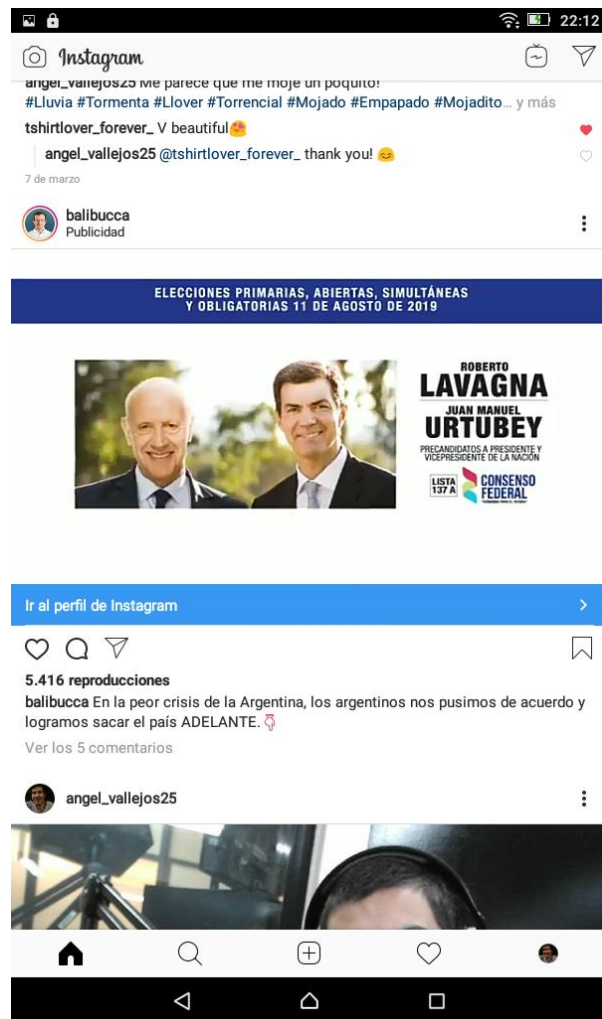 22:12
Instagram
angel_vallejos25 Me parece que me mojé un poquito!
#Lluvia #Tormenta #Llover #Torrencial #Mojado #Empapado #Mojadito... y más
tshirtlover_forever_ V beautiful😍
angel_vallejos25 @tshirtlover_forever_ thank you! 😊
7 de marzo
balibucca
Publicidad
ELECCIONES PRIMARIAS, ABIERTAS, SIMULTÁNEAS
Y OBLIGATORIAS 11 DE AGOSTO DE 2019
ROBERTO
LAVAGNA
JUAN MANUEL
URTUBEY
PRECANDIDATOS A PRESIDENTE Y
VICEPRESIDENTE DE LA NACIÓN
LISTA
137 A
CONSENSO
FEDERAL
Ir al perfil de Instagram
5.416 reproducciones
balibucca En la peor crisis de la Argentina, los argentinos nos pusimos de acuerdo y
logramos sacar el país ADELANTE.👇
Ver los 5 comentarios
angel_vallejos25